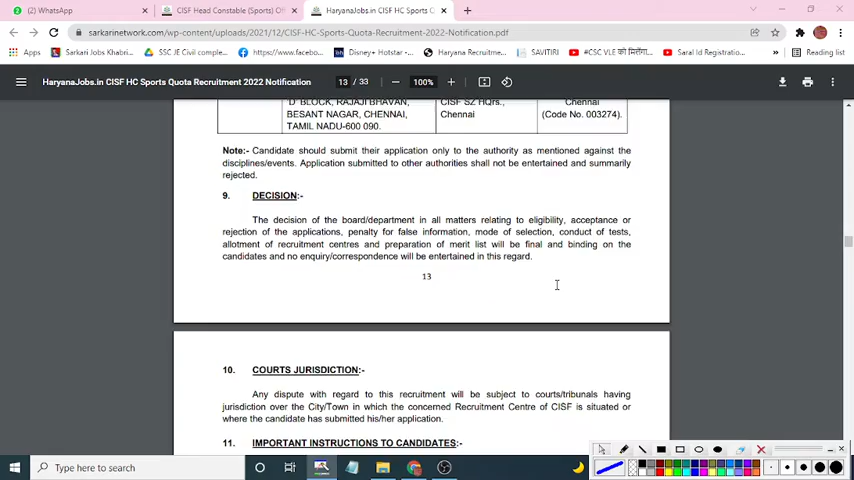 (2) WhatsApp
CISF Head Constable (Sports) Of
HaryanaJobs.in CISF HC Sports Q
sarkarinetwork.com/wp-content/uploads/2021/12/CISF-HC-Sports-Quota-Recruitment-2022-Notification.pdf
Apps
Sarkari Jobs Khabri...
SSC JE Civil comple...
https://www.facebo...
Disney+ Hotstar -...
Haryana Recruitme...
SAVITIRI
#CSC VLE को मिलेगा...
Saral Id Registratio...
Reading list
HaryanaJobs.in CISF HC Sports Quota Recruitment 2022 Notification
13 / 33
100%
'D' BLOCK, RAJAJI BHAVAN,
BESANT NAGAR, CHENNAI,
TAMIL NADU-600 090.
CISF SZ HQrs.,
Chennai
Chennai
(Code No. 003274).
Note:- Candidate should submit their application only to the authority as mentioned against the
disciplines/events. Application submitted to other authorities shall not be entertained and summarily
rejected.
9. DECISION:-
The decision of the board/department in all matters relating to eligibility, acceptance or
rejection of the applications, penalty for false information, mode of selection, conduct of tests,
allotment of recruitment centres and preparation of merit list will be final and binding on the
candidates and no enquiry/correspondence will be entertained in this regard.
13
10. COURTS JURISDICTION:-
Any dispute with regard to this recruitment will be subject to courts/tribunals having
jurisdiction over the City/Town in which the concerned Recruitment Centre of CISF is situated or
where the candidate has submitted his/her application.
11. IMPORTANT INSTRUCTIONS TO CANDIDATES:-
Type here to search